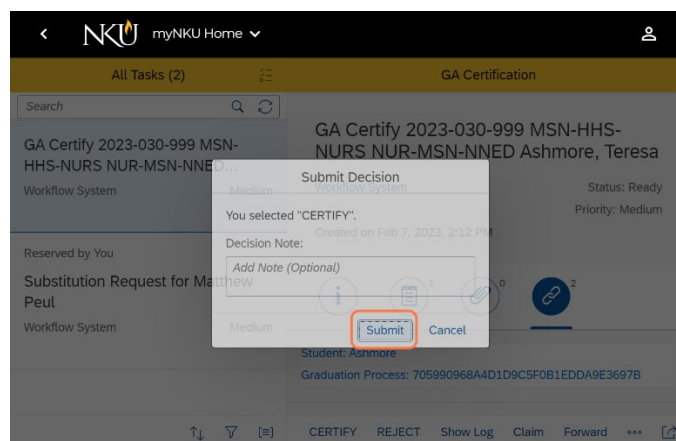 NKU myNKU Home
All Tasks (2)
GA Certification
Search
GA Certify 2023-030-999 MSN-
HHS-NURS NUR-MSN-NNED...
Workflow System Medium
Reserved by You
Substitution Request for Matthew
Peul
Workflow System Medium
GA Certify 2023-030-999 MSN-HHS-
NURS NUR-MSN-NNED Ashmore, Teresa
Workflow System Status: Ready
Priority: Medium
Created on Feb 7, 2023, 2:12 PM
Submit Decision
You selected "CERTIFY".
Decision Note:
Add Note (Optional)
Submit Cancel
1 0 2
Student: Ashmore
Graduation Process: 705990968A4D1D9C5F0B1EDDA9E3697B
CERTIFY REJECT Show Log Claim Forward